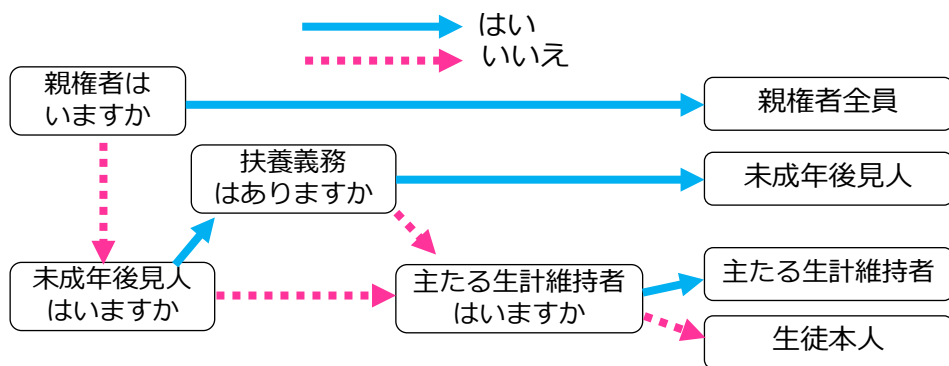 はい
いいえ
親権者は
いますか
親権者全員
扶養義務
はありますか
未成年後見人
未成年後見人
はいますか
主たる生計維持者
はいますか
主たる生計維持者
生徒本人